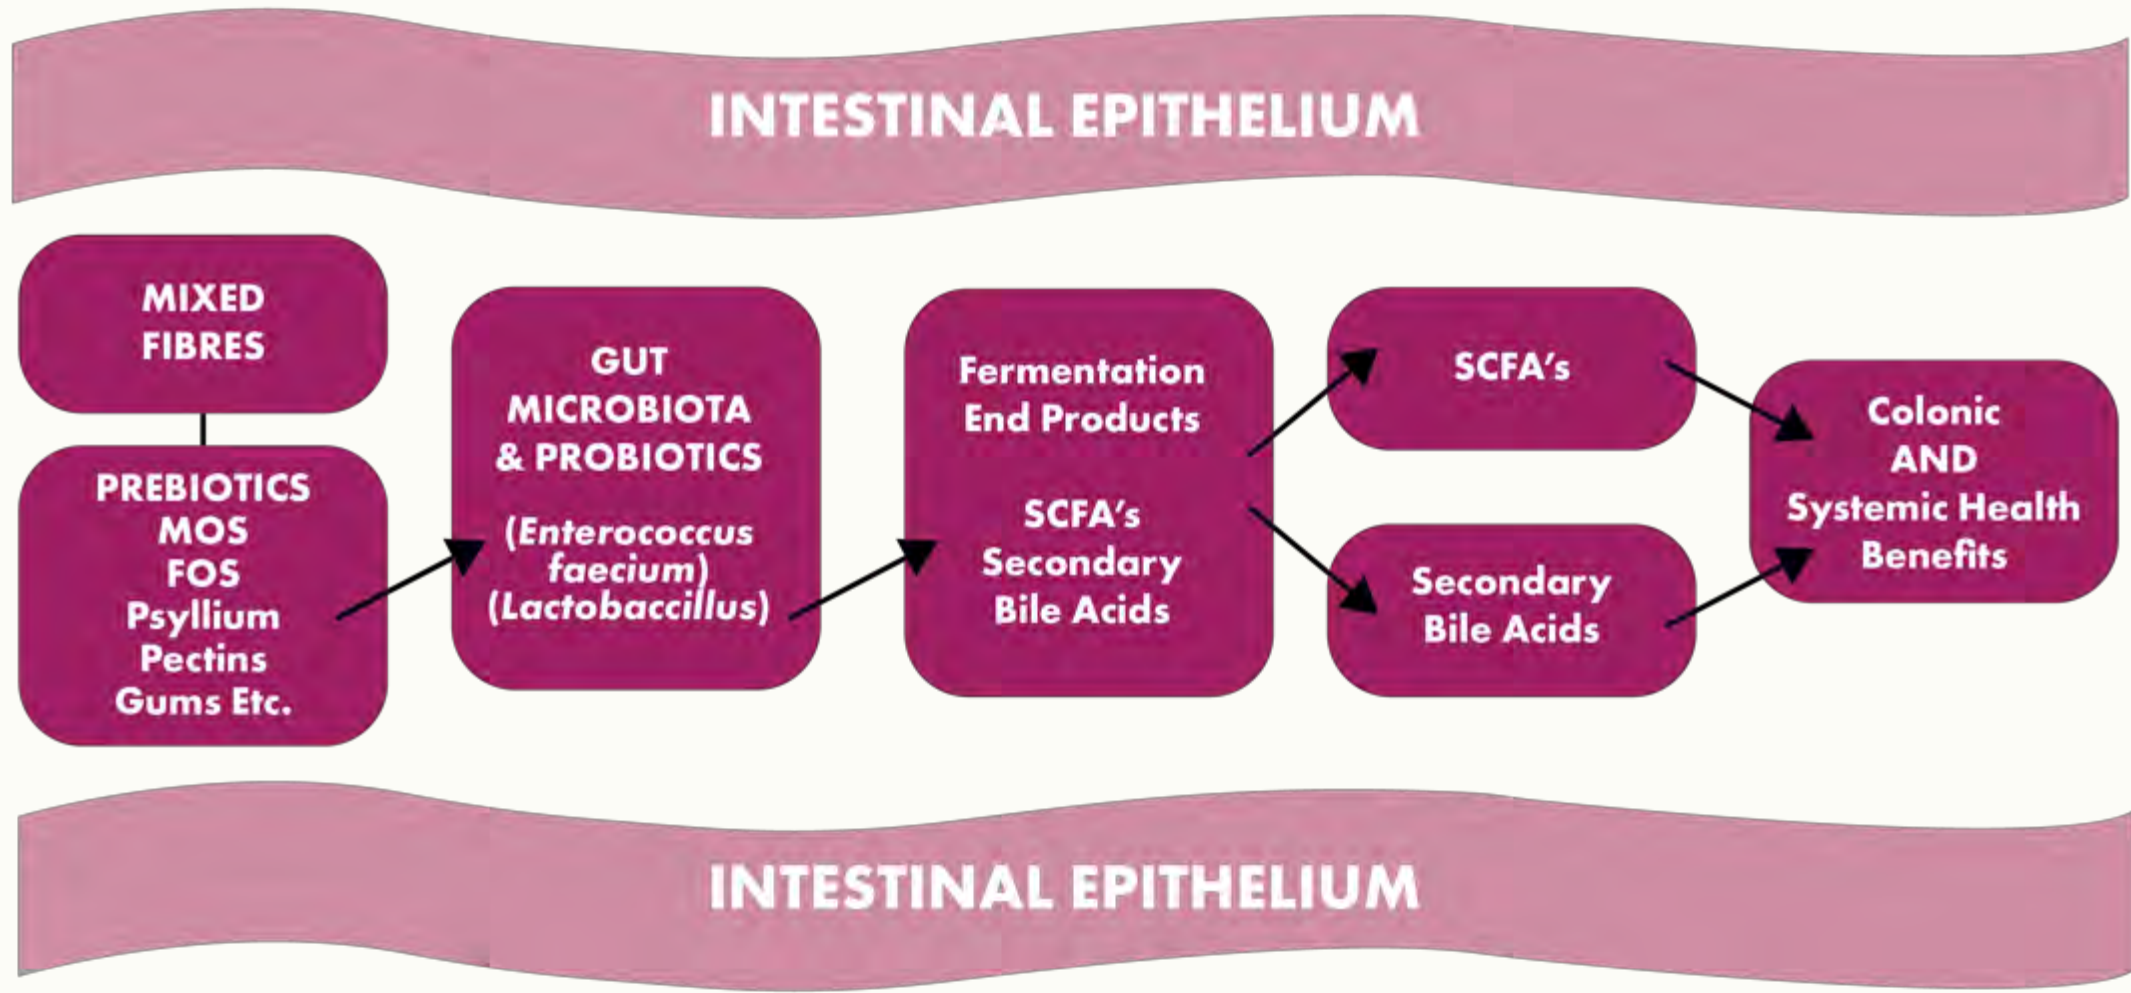 INTESTINAL EPITHELIUM
MIXED
FIBRES
PREBIOTICS
MOS
FOS
Psyllium
Pectins
Gums Etc.
GUT
MICROBIOTA
& PROBIOTICS
(Enterococcus
faecium)
(Lactobaccillus)
Fermentation
End Products
SCFA's
Secondary
Bile Acids
SCFA's
Secondary
Bile Acids
Colonic
AND
Systemic Health
Benefits
INTESTINAL EPITHELIUM